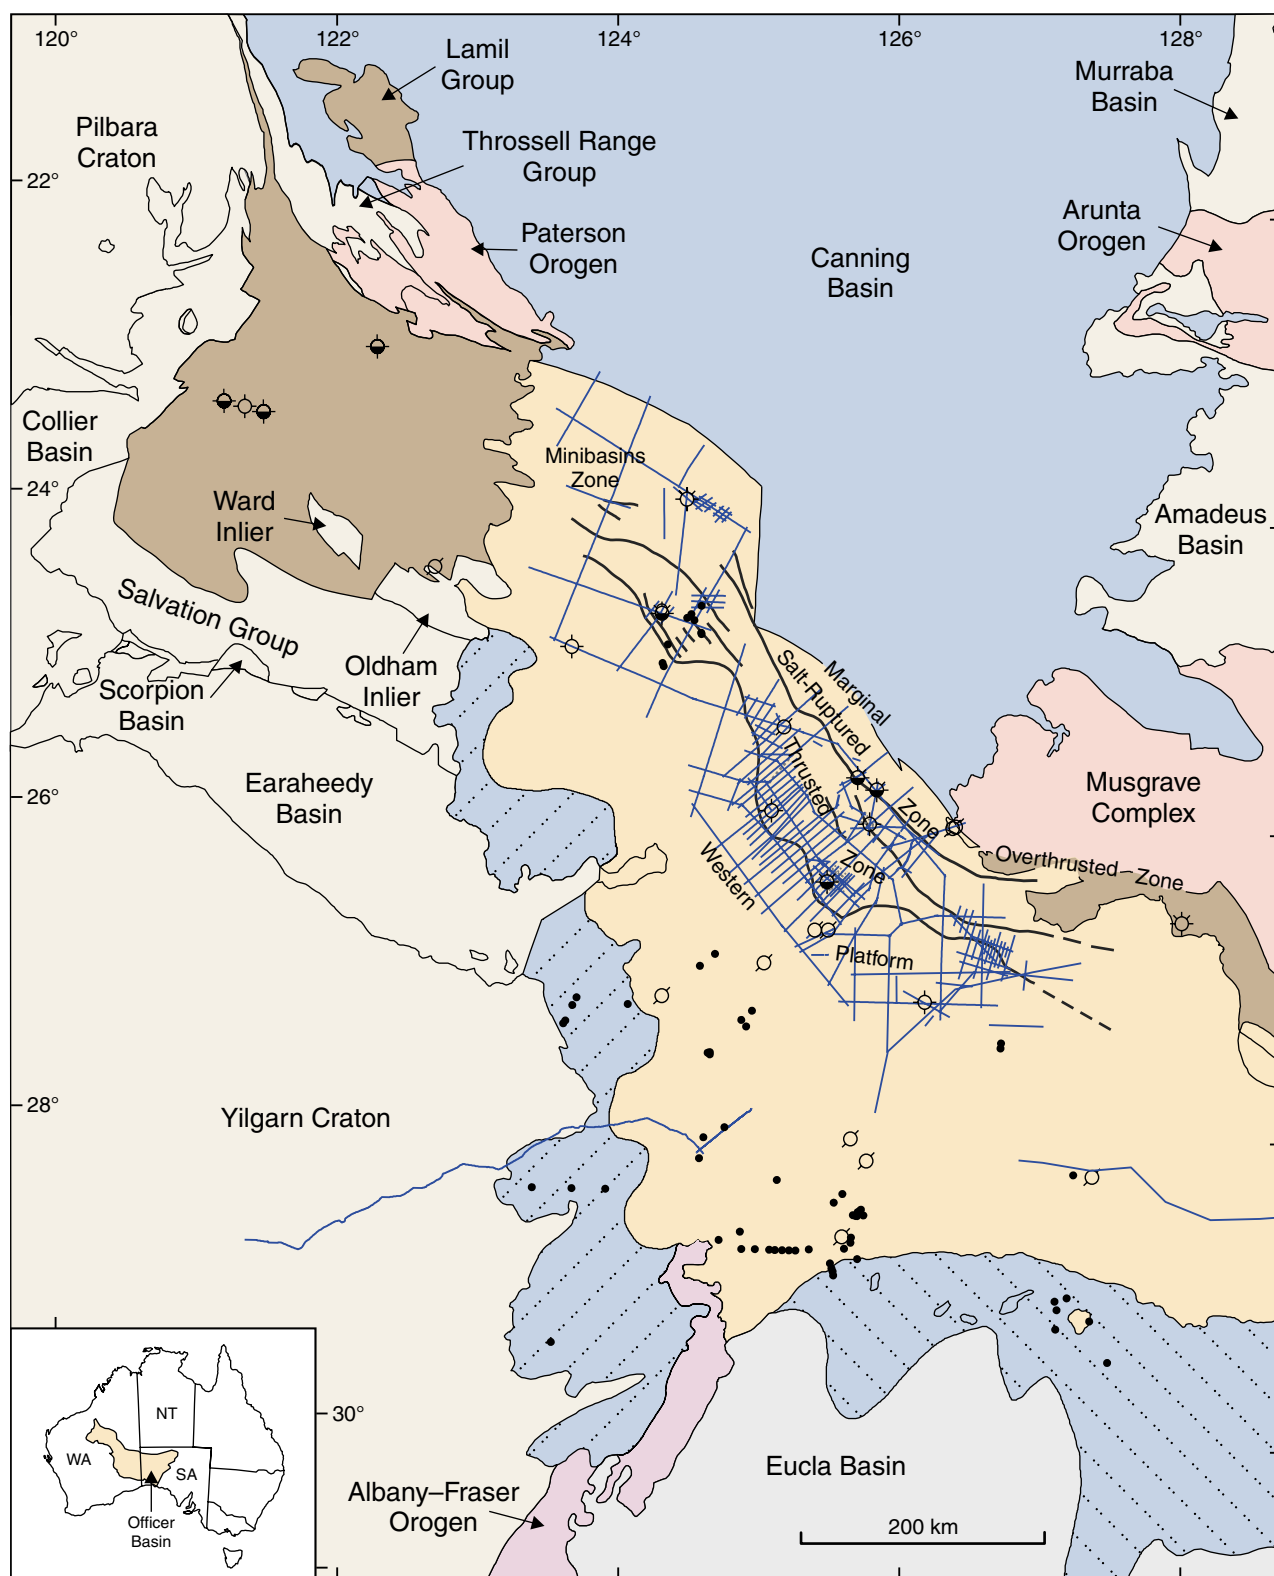 120°
122°
124°
126°
128°
Lamil
Group
Murraba
Basin
Pilbara
Craton
Throssell Range
Group
22°
Arunta
Orogen
Paterson
Orogen
Canning
Basin
Collier
Basin
Minibasins
Zone
24°
Ward
Inlier
Amadeus
Basin
Salvation Group
Oldham
Inlier
Scorpion
Basin
Marginal
Salt-Ruptured
Zone
Thrusted
Zone
Earaheedy
Basin
26°
Musgrave
Complex
Overthrusted Zone
Western
Platform
28°
Yilgarn Craton
30°
Eucla Basin
Albany–Fraser
Orogen
200 km
NT
WA
SA
Officer
Basin